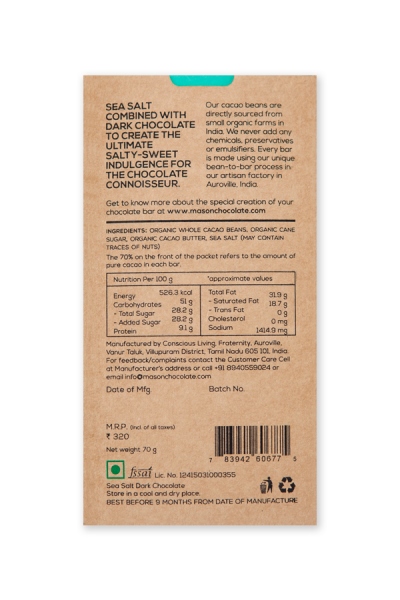 SEA SALT
COMBINED WITH
DARK CHOCOLATE
TO CREATE THE
ULTIMATE
SALTY-SWEET
INDULGENCE FOR
THE CHOCOLATE
CONNOISSEUR.
Our cacao beans are
directly sourced from
small organic farms in
India. We never add any
chemicals, preservatives
or emulsifiers. Every bar
is made using our unique
bean-to-bar process in
our artisan factory in
Auroville, India.
Get to know more about the special creation of your
chocolate bar at www.masonchocolate.com
INGREDIENTS: ORGANIC WHOLE CACAO BEANS, ORGANIC CANE
SUGAR, ORGANIC CACAO BUTTER, SEA SALT (MAY CONTAIN
TRACES OF NUTS)
The 70% on the front of the packet refers to the amount of
pure cacao in each bar.
Nutrition Per 100 g *approximate values
Energy 526.3 kcal
Carbohydrates 51 g
- Total Sugar 28.2 g
- Added Sugar 28.2 g
Protein 9.1 g
Total Fat 31.9 g
- Saturated Fat 18.7 g
- Trans Fat 0 g
Cholesterol 0 mg
Sodium 1414.9 mg
Manufactured by Conscious Living, Fraternity, Auroville,
Vanur Taluk, Villupuram District, Tamil Nadu 605 101, India.
For feedback/complaints contact the Customer Care Cell
at Manufacturer's address or call +91 8940559024 or
email info@masonchocolate.com
Date of Mfg. Batch No.
M.R.P. (Incl. of all taxes)
₹ 320
Net weight 70 g
7 83942 60677 5
fssai Lic. No. 12415031000355
Sea Salt Dark Chocolate
Store in a cool and dry place.
BEST BEFORE 9 MONTHS FROM DATE OF MANUFACTURE